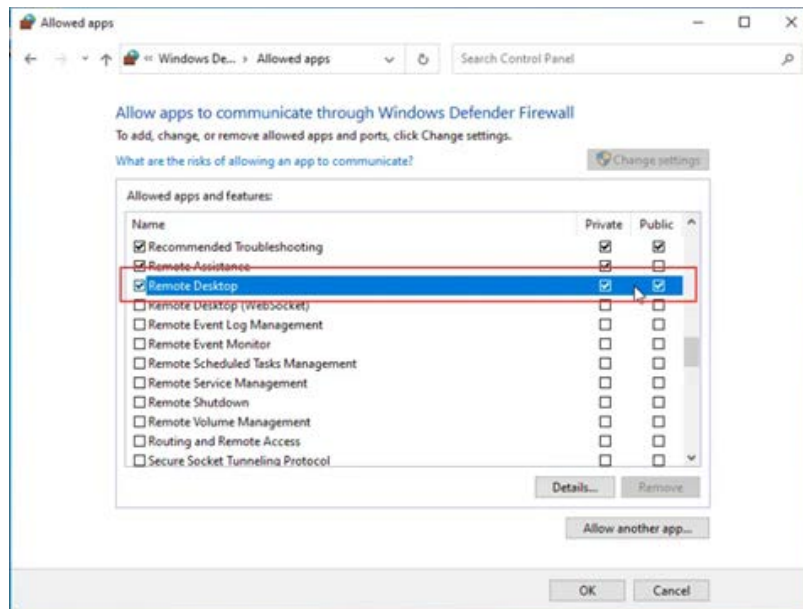 Allowed apps
« Windows De... › Allowed apps
Search Control Panel
Allow apps to communicate through Windows Defender Firewall
To add, change, or remove allowed apps and ports, click Change settings.
What are the risks of allowing an app to communicate?
Change settings
Allowed apps and features:
Name Private Public
Recommended Troubleshooting
Remote Assistance
Remote Desktop
Remote Desktop (WebSocket)
Remote Event Log Management
Remote Event Monitor
Remote Scheduled Tasks Management
Remote Service Management
Remote Shutdown
Remote Volume Management
Routing and Remote Access
Secure Socket Tunneling Protocol
Details... Remove
Allow another app...
OK Cancel